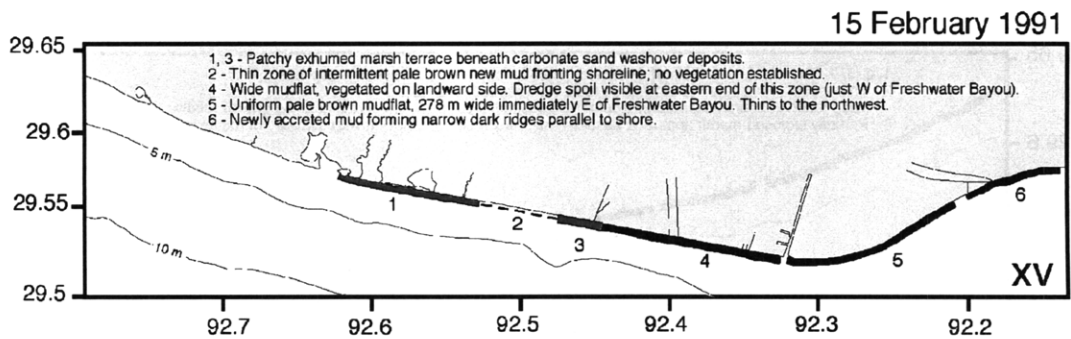 15 February 1991
29.65
1, 3 - Patchy exhumed marsh terrace beneath carbonate sand washover deposits.
2 - Thin zone of intermittent pale brown new mud fronting shoreline; no vegetation established.
4 - Wide mudflat, vegetated on landward side. Dredge spoil visible at eastern end of this zone (just W of Freshwater Bayou).
5 - Uniform pale brown mudflat, 278 m wide immediately E of Freshwater Bayou. Thins to the northwest.
6 - Newly accreted mud forming narrow dark ridges parallel to shore.
29.6
5 m
29.55
1
2
3
4
5
6
10 m
29.5
XV
92.7 92.6 92.5 92.4 92.3 92.2